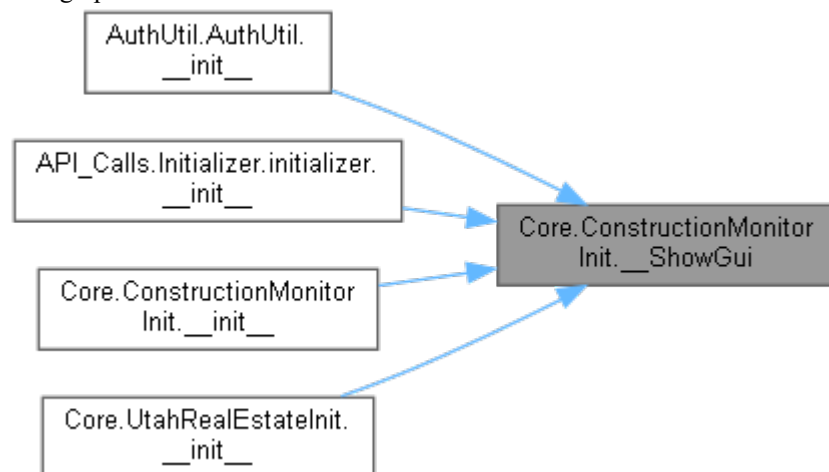 AuthUtil.AuthUtil.
__init__
API_Calls.Initializer.initializer.
__init__
Core.ConstructionMonitor
Init.__ShowGui
Core.ConstructionMonitor
Init.__init__
Core.UtahRealEstateInit.
__init__